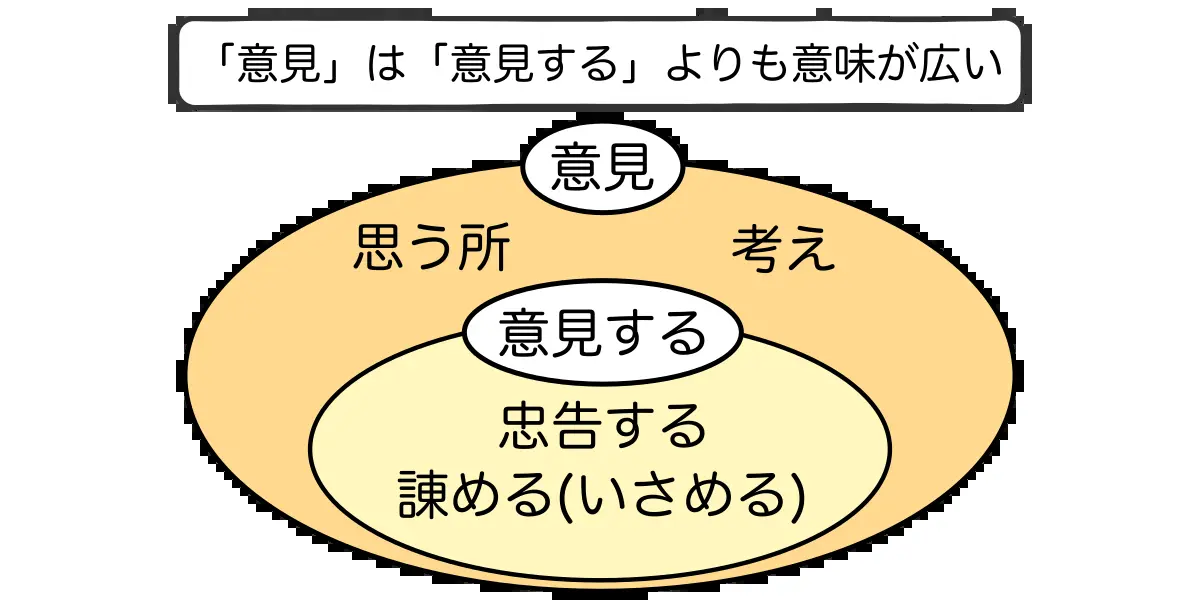 「意見」は「意見する」よりも意味が広い
意見
思う所
考え
意見する
忠告する
諌める(いさめる)